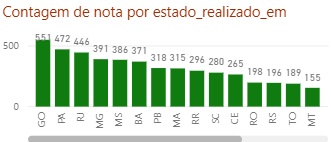 Contagem de nota por estado_realizado_em
500
0
551 472 446 391 386 371 318 315 296 280 265 198 196 189 155
GO PA RJ MG MS BA PB MA RR SC CE RO RS TO MT